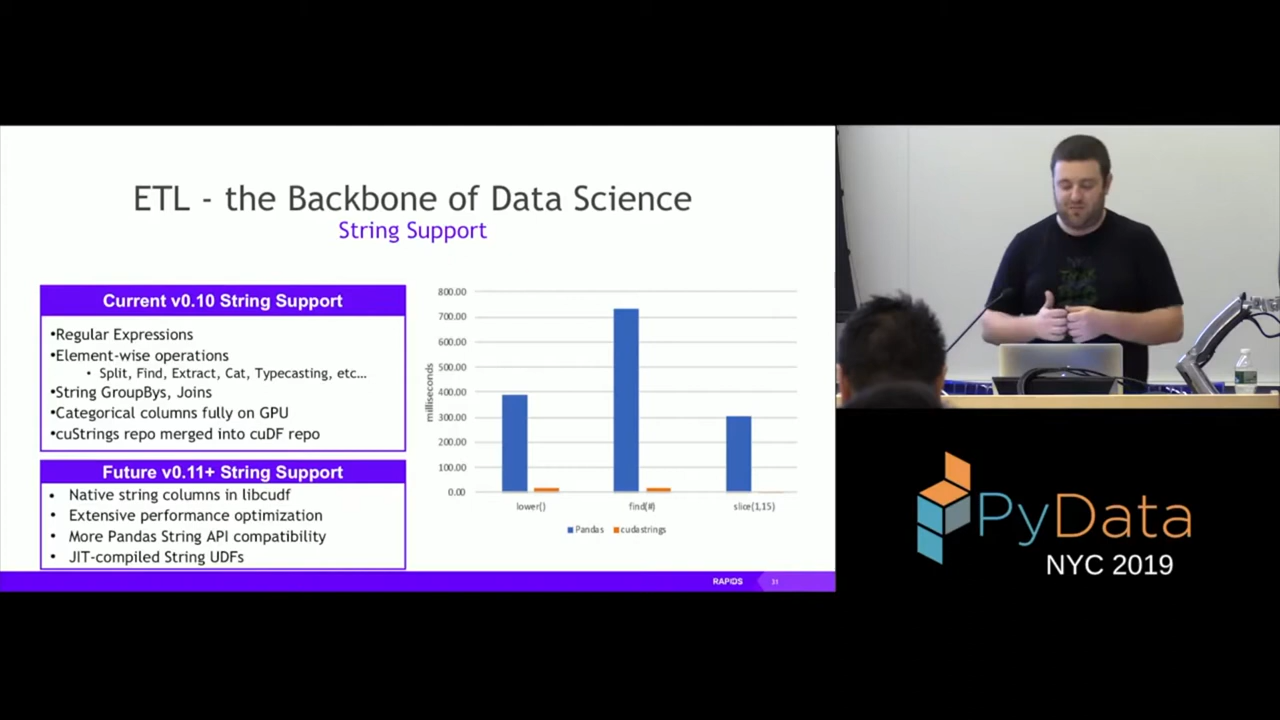 ETL - the Backbone of Data Science
String Support
Current v0.10 String Support
•Regular Expressions
•Element-wise operations
• Split, Find, Extract, Cat, Typecasting, etc…
•String GroupBys, Joins
•Categorical columns fully on GPU
•cuStrings repo merged into cuDF repo
Future v0.11+ String Support
• Native string columns in libcudf
• Extensive performance optimization
• More Pandas String API compatibility
• JIT-compiled String UDFs
milliseconds
800.00
700.00
600.00
500.00
400.00
300.00
200.00
100.00
0.00
lower()
find(#)
slice(1,15)
Pandas
cudastrings
RAPIDS
31
PyData
NYC 2019